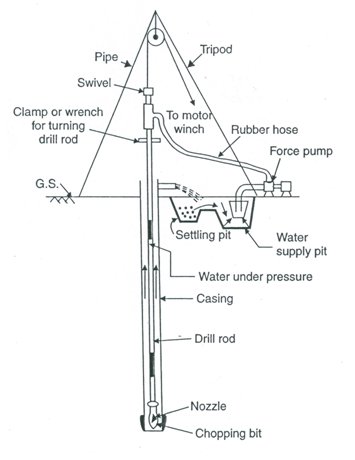 Pipe
Tripod
Swivel
Clamp or wrench
for turning
drill rod
To motor
winch
Rubber hose
Force pump
G.S.
Settling pit
Water
supply pit
Water under pressure
Casing
Drill rod
Nozzle
Chopping bit